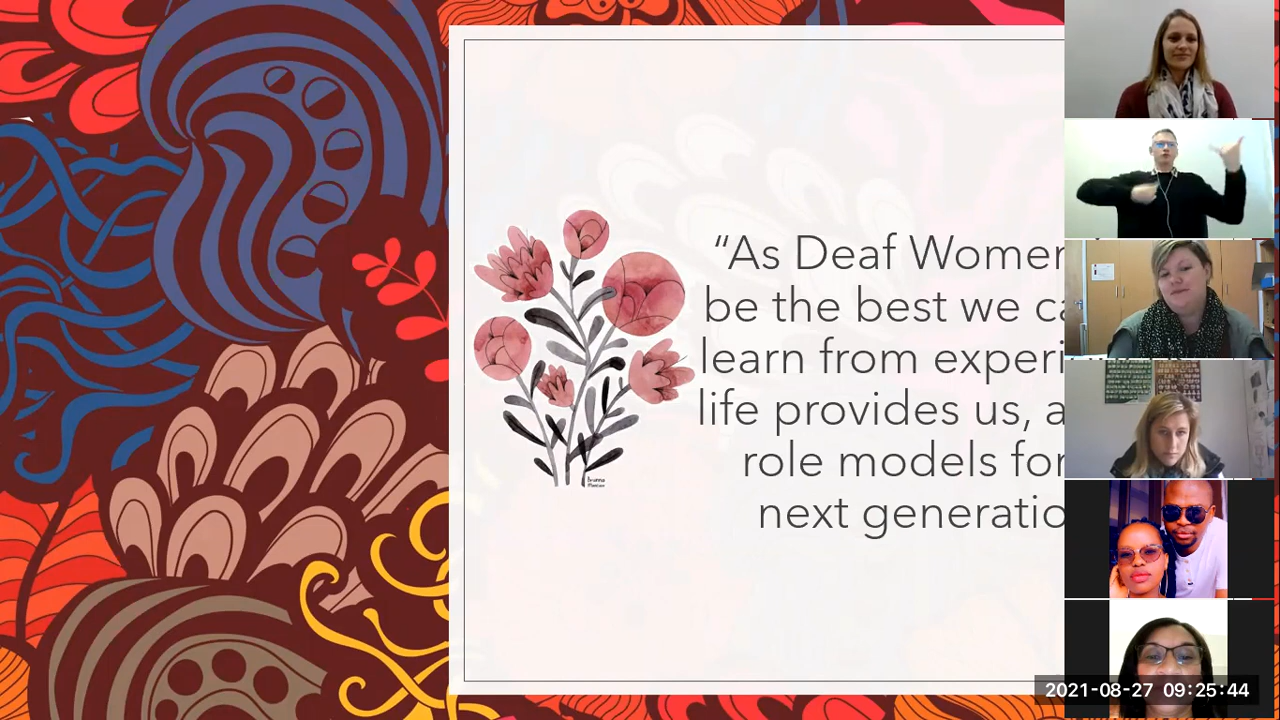 “As Deaf Women
be the best we ca
learn from experi
life provides us, a
role models for
next generatio
2021-08-27 09:25:44